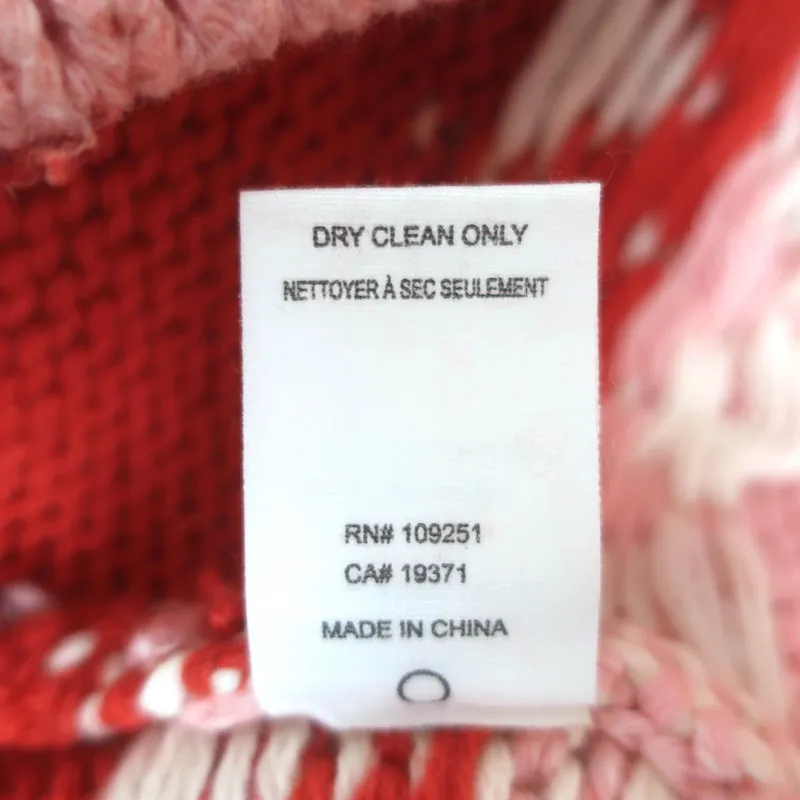 DRY CLEAN ONLY
NETTOYER À SEC SEULEMENT
RN# 109251
CA# 19371
MADE IN CHINA